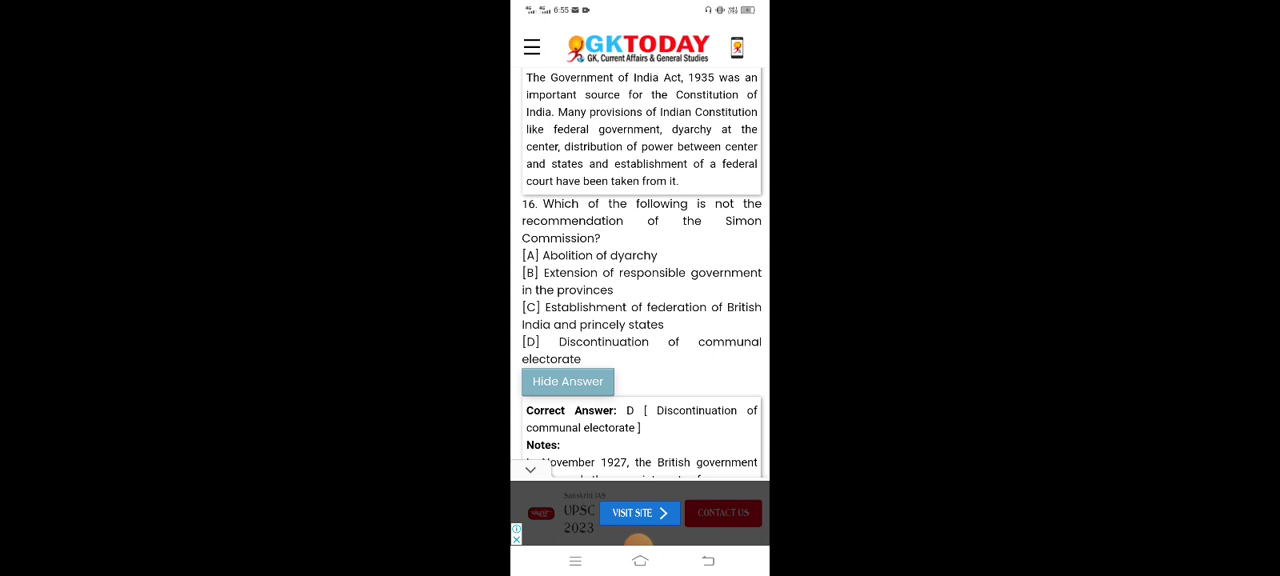 6:55
GKTODAY
GK, Current Affairs & General Studies
The Government of India Act, 1935 was an
important source for the Constitution of
India. Many provisions of Indian Constitution
like federal government, dyarchy at the
center, distribution of power between center
and states and establishment of a federal
court have been taken from it.
16. Which of the following is not the
recommendation of the Simon
Commission?
[A] Abolition of dyarchy
[B] Extension of responsible government
in the provinces
[C] Establishment of federation of British
India and princely states
[D] Discontinuation of communal
electorate
Hide Answer
Correct Answer: D [ Discontinuation of
communal electorate ]
Notes:
November 1927, the British government
Sanskriti IAS
UPSC
2023
VISIT SITE
CONTACT US